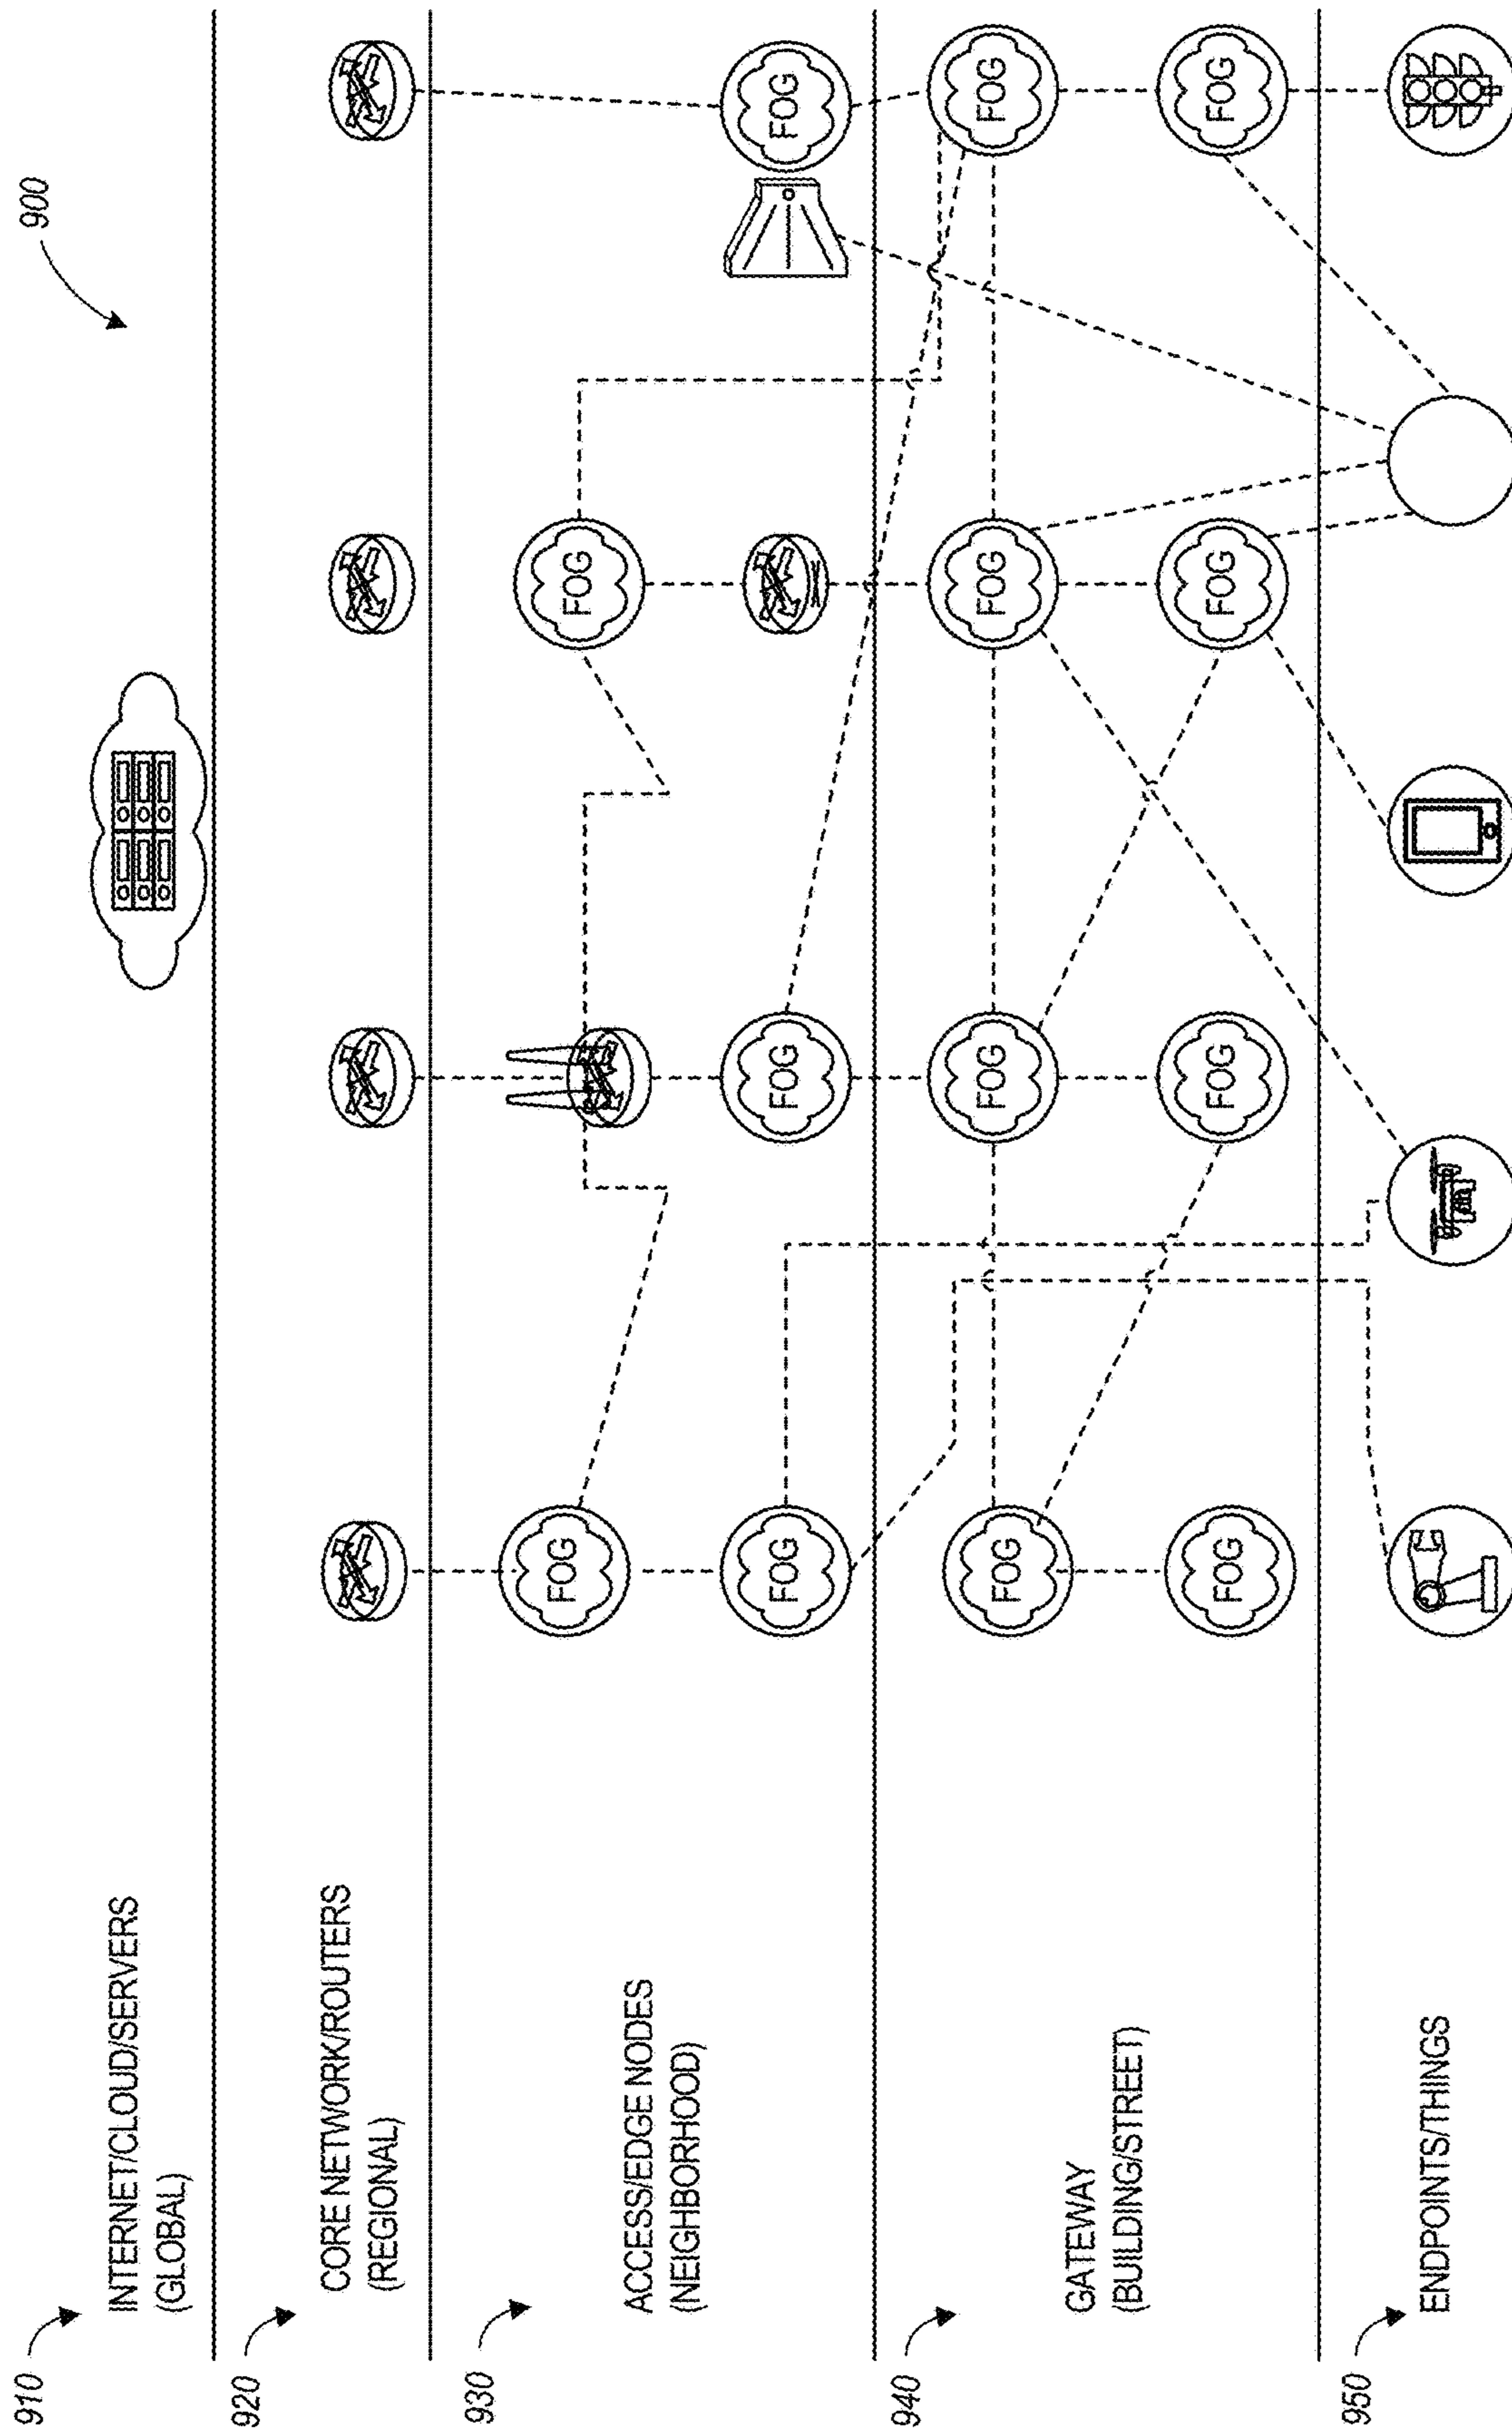 900
910
INTERNET/CLOUD/SERVERS
(GLOBAL)
920
CORE NETWORK/ROUTERS
(REGIONAL)
930
ACCESS/EDGE NODES
(NEIGHBORHOOD)
FOG
FOG
FOG
FOG
FOG
940
GATEWAY
(BUILDING/STREET)
FOG
FOG
FOG
FOG
FOG
FOG
FOG
FOG
950
ENDPOINTS/THINGS